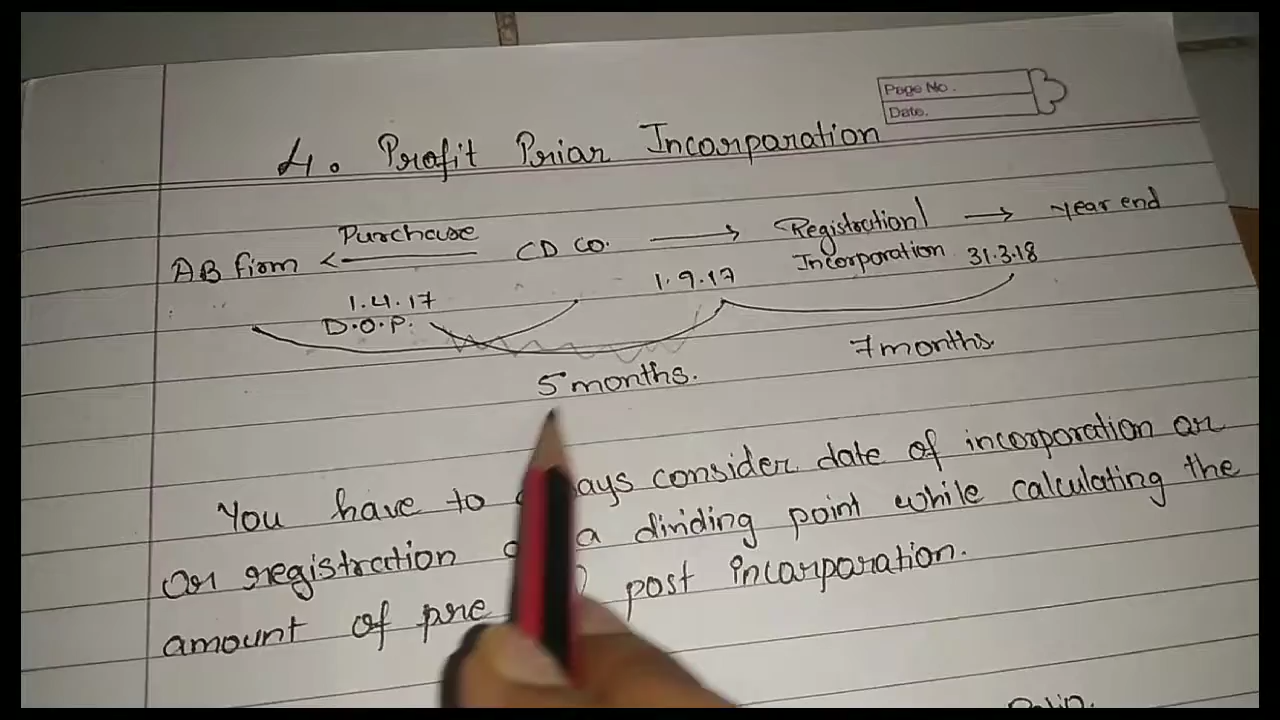 Page No.
Date.
4. Profit Prior Incorporation
AB firm <— Purchase CD Co. —> Registration/ —> Year end
1.4.17 1.9.17 Incorporation 31.3.18
D.O.P.
7 months.
5 months.
You have to consider date of incorporation or
or registration a dividing point while calculating the
amount of pre post incorporation.